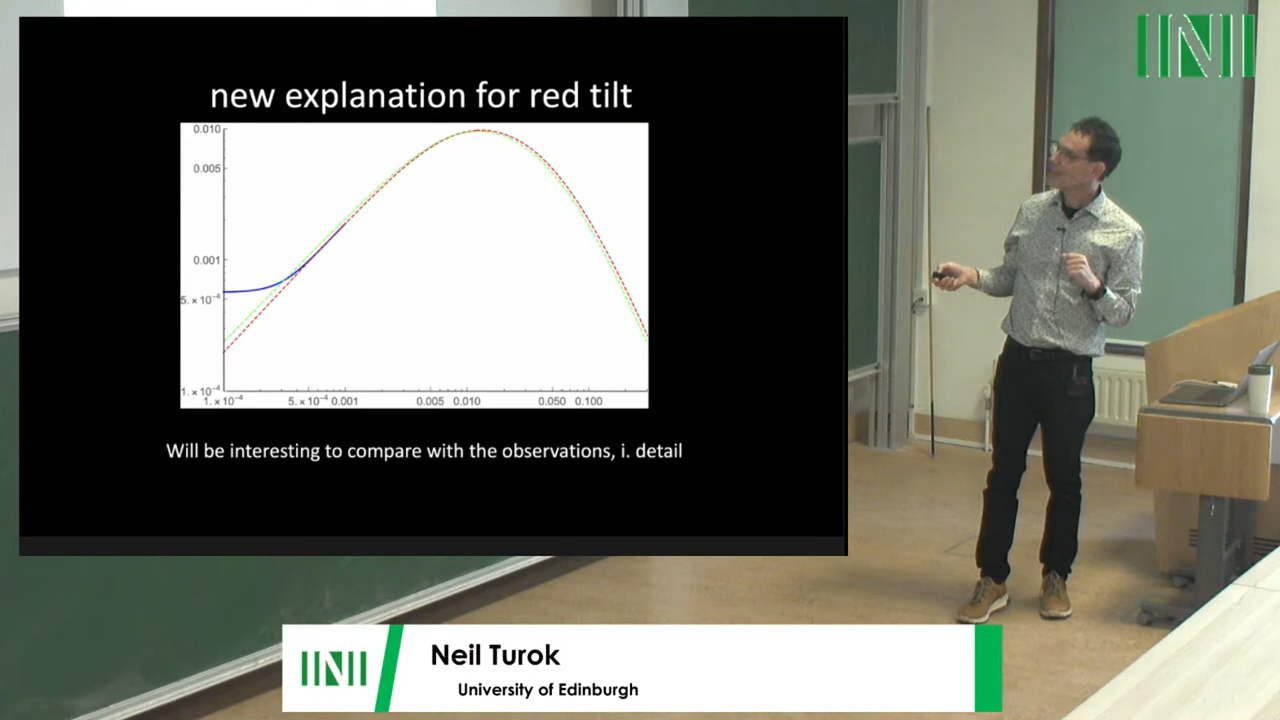 INI
new explanation for red tilt
0.010
0.005
0.001
5. × 10⁻⁴
1. × 10⁻⁴
1. × 10⁻⁴ 5. × 10⁻⁴ 0.001 0.005 0.010 0.050 0.100
Will be interesting to compare with the observations, i. detail
INI
Neil Turok
University of Edinburgh